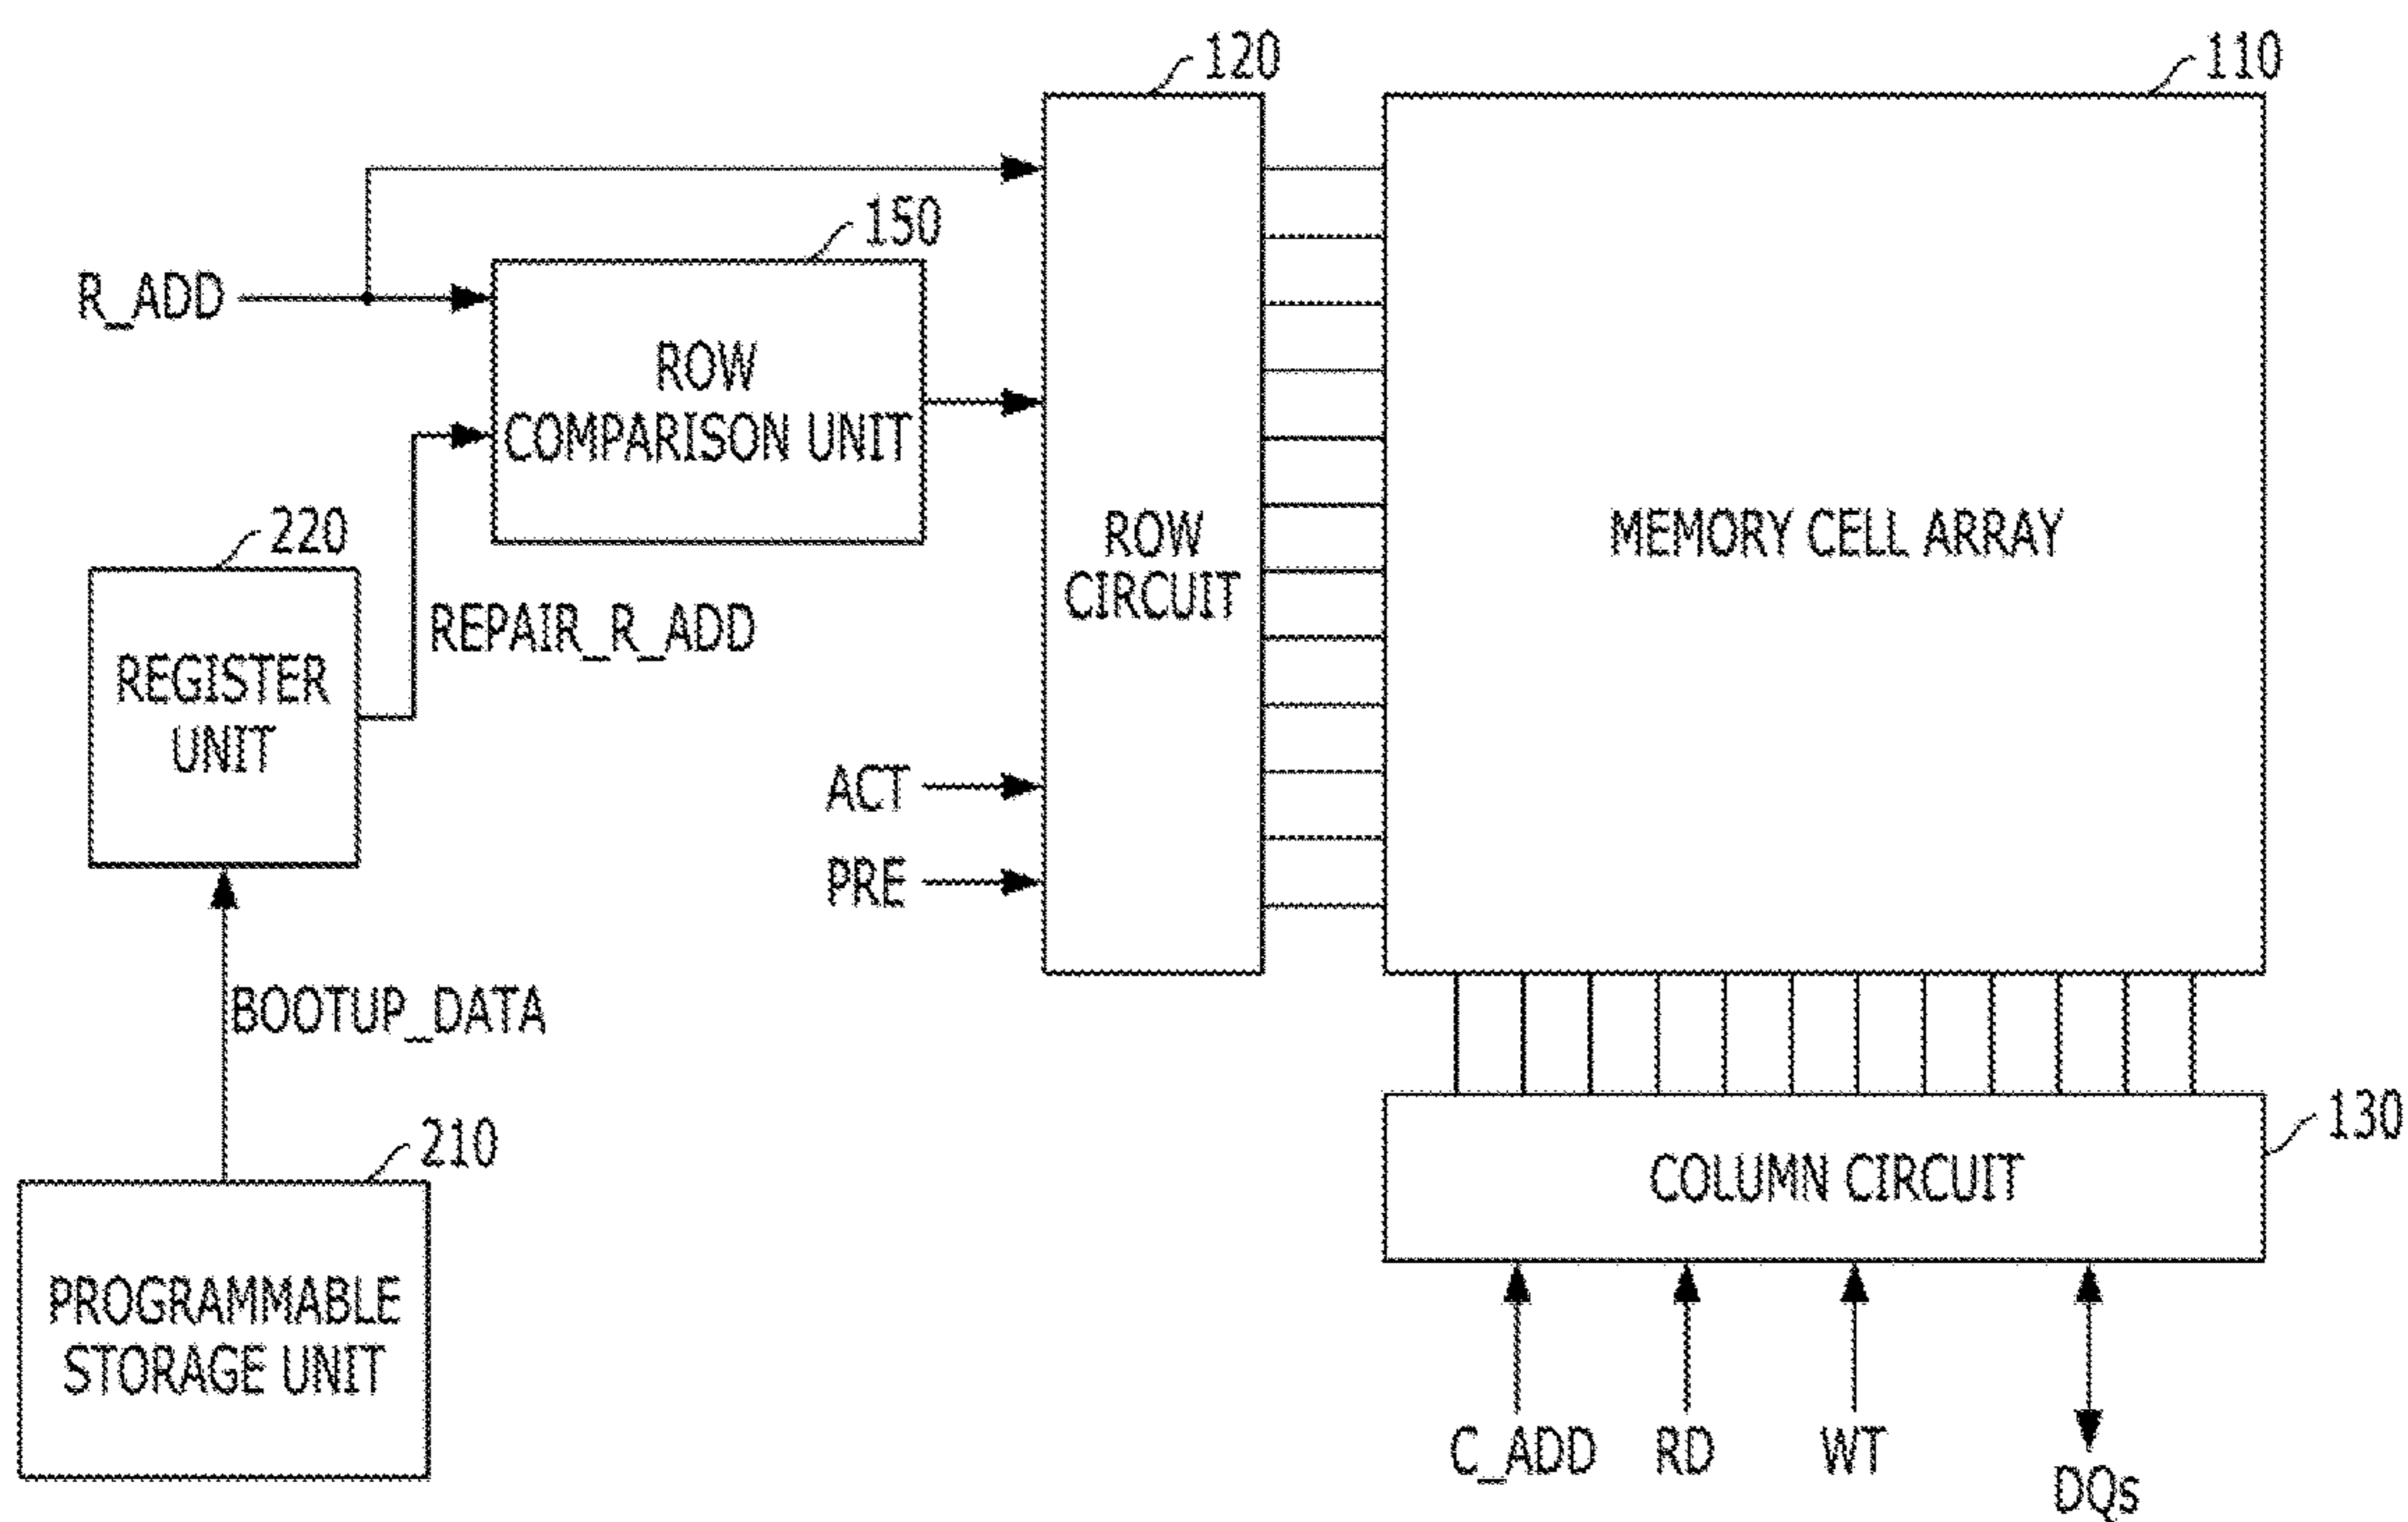 120
110
150
R_ADD
ROW
COMPARISON UNIT
220
ROW
CIRCUIT
MEMORY CELL ARRAY
REPAIR_R_ADD
REGISTER
UNIT
ACT
PRE
BOOTUP_DATA
130
210
COLUMN CIRCUIT
PROGRAMMABLE
STORAGE UNIT
C_ADD
RD
WT
DQs